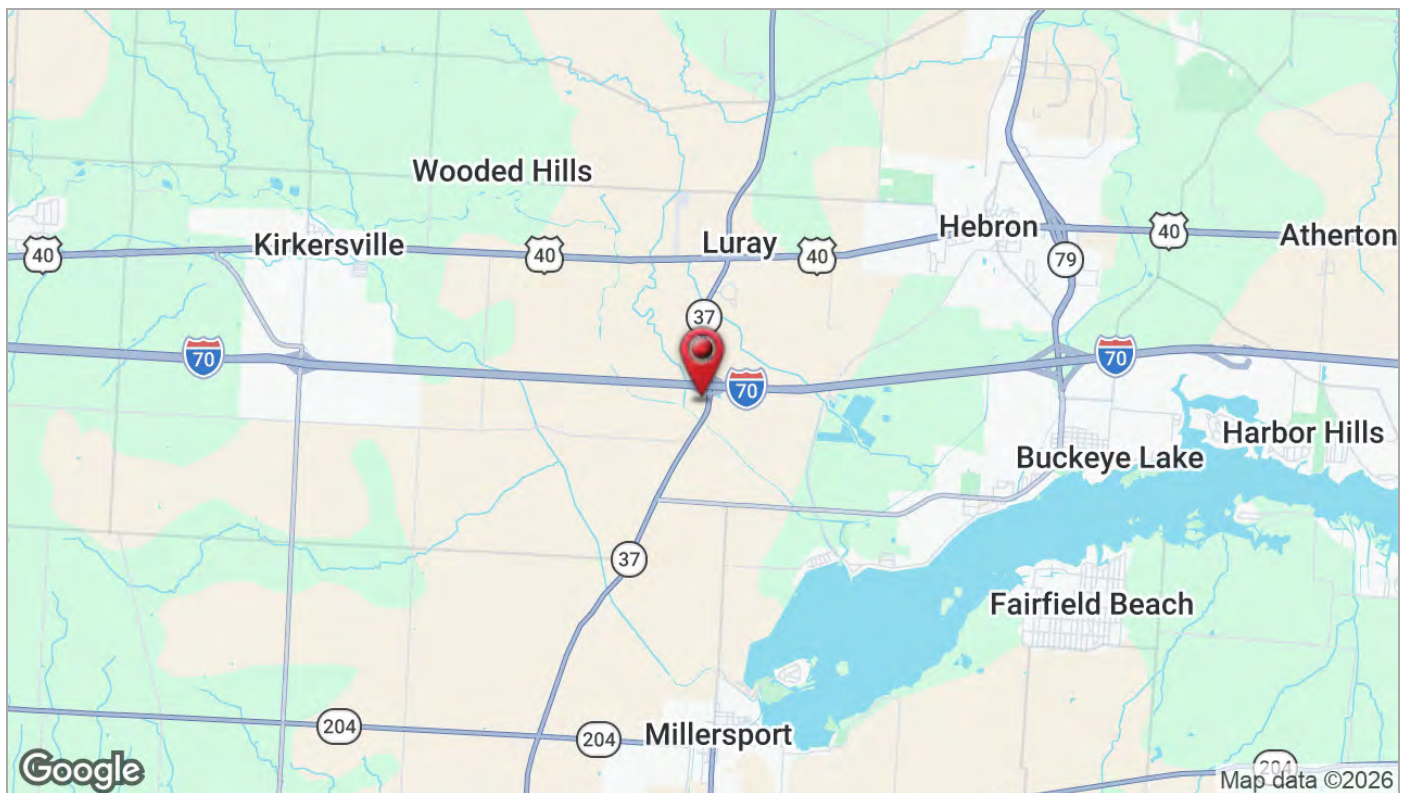 Wooded Hills
Hebron
40
Atherton
Kirkersville
Luray
40
40
40
79
37
70
70
70
Harbor Hills
Buckeye Lake
37
Fairfield Beach
204
204
Millersport
204
Google
Map data ©2026